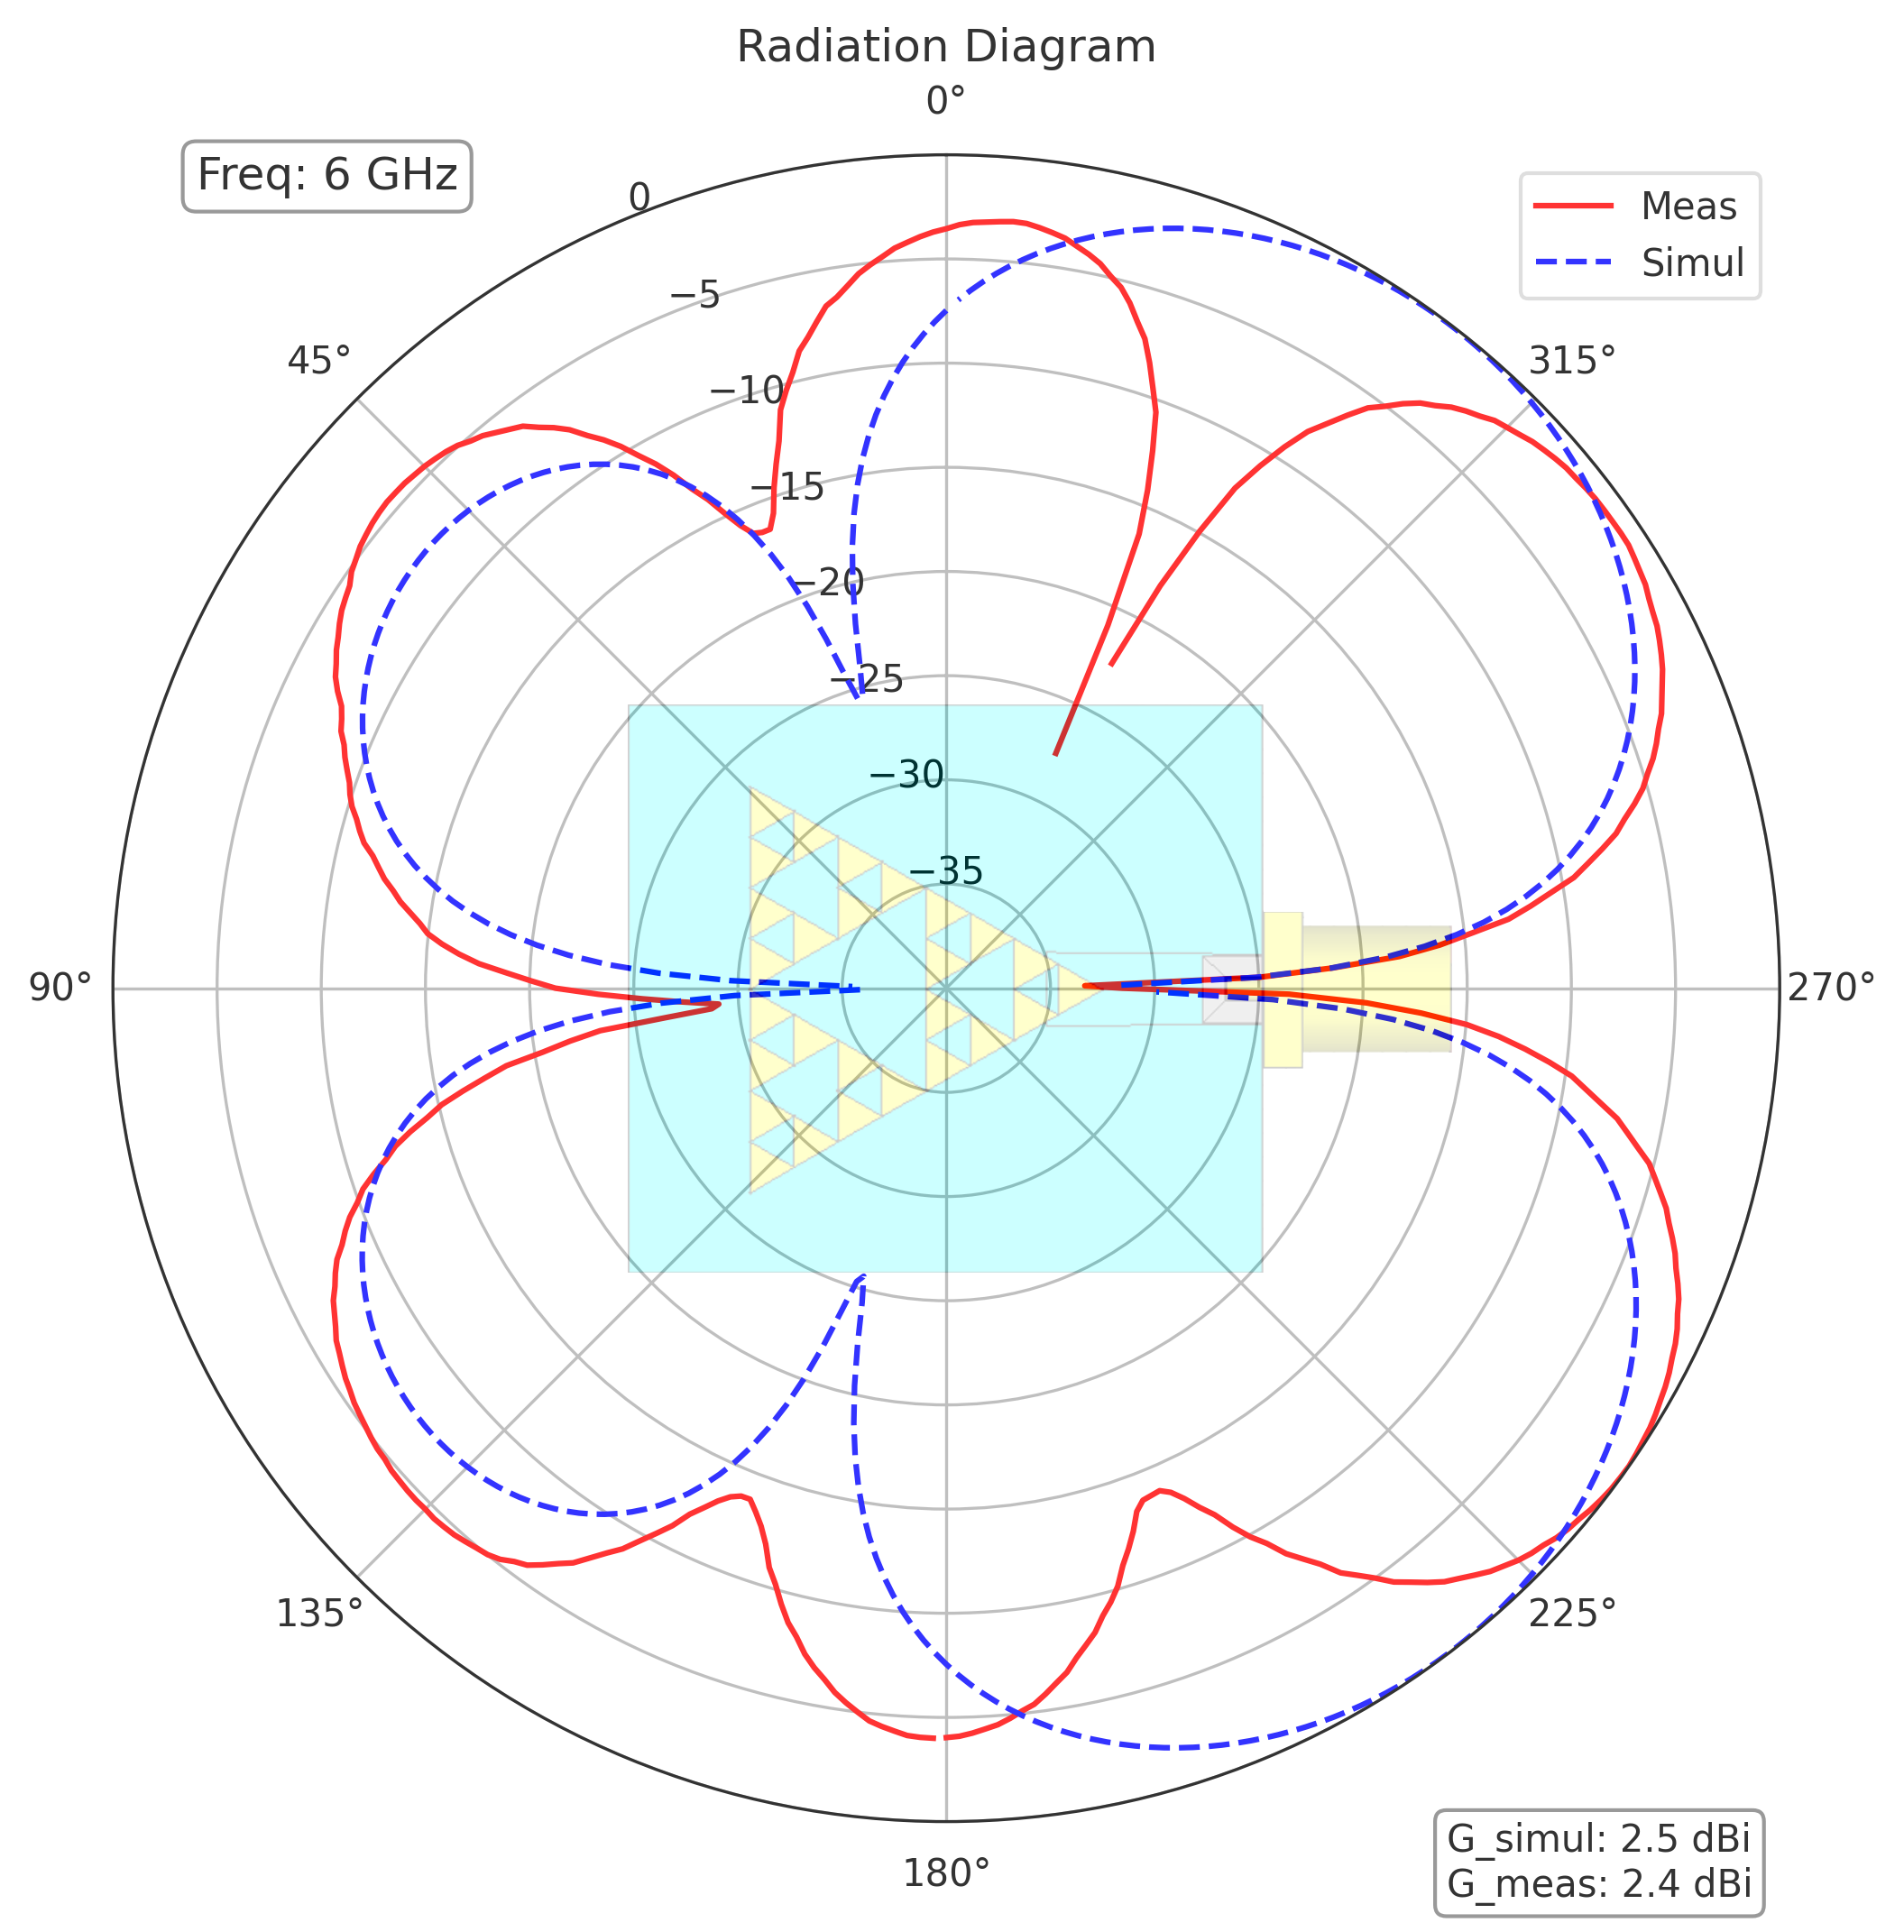 Radiation Diagram
0°
Freq: 6 GHz
0
Meas
Simul
−5
45°
315°
−10
−15
−20
−25
−30
−35
90°
270°
135°
225°
180°
G_simul: 2.5 dBi
G_meas: 2.4 dBi